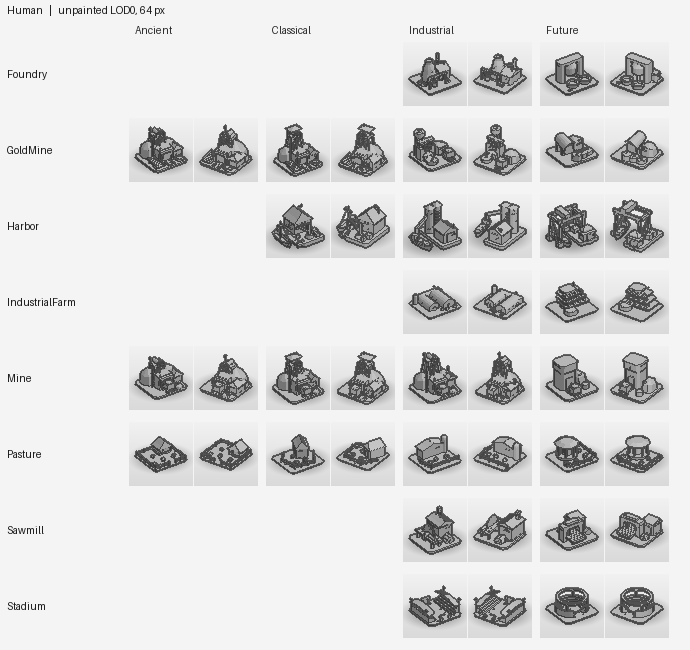 Human | unpainted LOD0, 64 px
Ancient Classical Industrial Future
Foundry
GoldMine
Harbor
IndustrialFarm
Mine
Pasture
Sawmill
Stadium